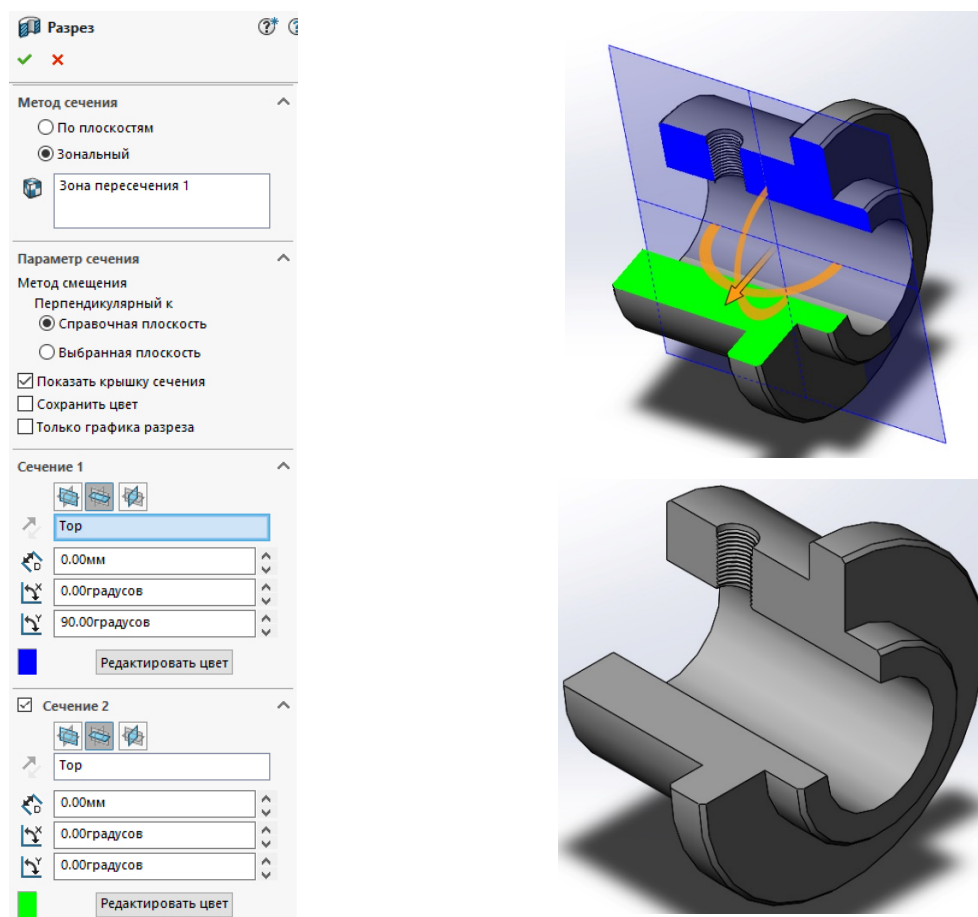 Разрез
Метод сечения
По плоскостям
Зональный
Зона пересечения 1
Параметр сечения
Метод смещения
Перпендикулярный к
Справочная плоскость
Выбранная плоскость
Показать крышку сечения
Сохранить цвет
Только графика разреза
Сечение 1
Top
0.00мм
0.00градусов
90.00градусов
Редактировать цвет
Сечение 2
Top
0.00мм
0.00градусов
0.00градусов
Редактировать цвет